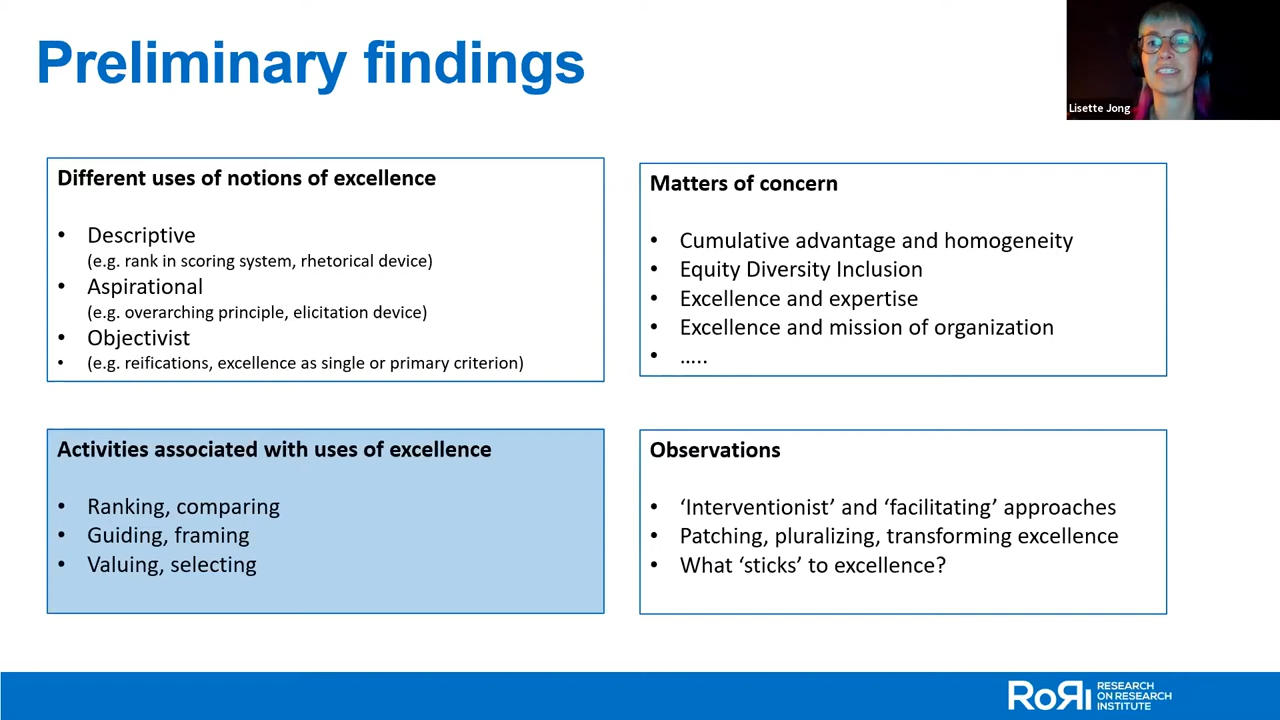 Preliminary findings
Lisette Jong
Different uses of notions of excellence
• Descriptive
(e.g. rank in scoring system, rhetorical device)
• Aspirational
(e.g. overarching principle, elicitation device)
• Objectivist
• (e.g. reifications, excellence as single or primary criterion)
Matters of concern
• Cumulative advantage and homogeneity
• Equity Diversity Inclusion
• Excellence and expertise
• Excellence and mission of organization
• …..
Activities associated with uses of excellence
• Ranking, comparing
• Guiding, framing
• Valuing, selecting
Observations
• ‘Interventionist’ and ‘facilitating’ approaches
• Patching, pluralizing, transforming excellence
• What ‘sticks’ to excellence?
RoRI
RESEARCH
ON RESEARCH
INSTITUTE